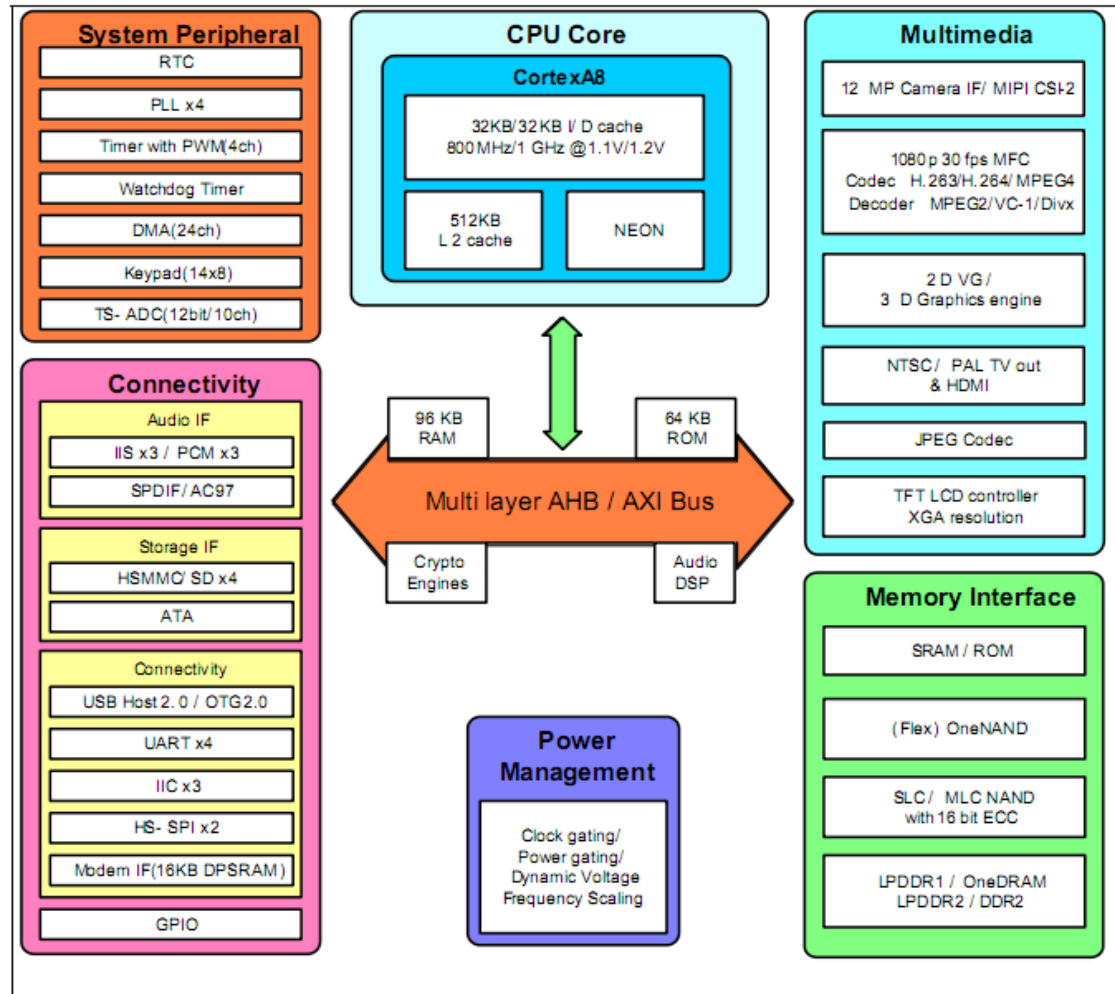 System Peripheral
RTC
PLL x4
Timer with PWM(4ch)
Watchdog Timer
DMA(24ch)
Keypad(14x8)
TS- ADC(12bit/10ch)
Connectivity
Audio IF
IIS x3 / PCM x3
SPDIF/ AC97
Storage IF
HSMMC/ SD x4
ATA
Connectivity
USB Host 2.0 / OTG2.0
UART x4
IIC x3
HS- SPI x2
Modem IF(16KB DPSRAM)
GPIO
CPU Core
CortexA8
32KB/32KB I/ D cache
800MHz/1 GHz @1.1V/1.2V
512KB
L 2 cache
NEON
96 KB
RAM
64 KB
ROM
Multi layer AHB / AXI Bus
Crypto
Engines
Audio
DSP
Power
Management
Clock gating/
Power gating/
Dynamic Voltage
Frequency Scaling
Multimedia
12 MP Camera IF/ MIPI CSI-2
1080p 30 fps MFC
Codec H.263/H.264/ MPEG4
Decoder MPEG2/VC-1/Divx
2 D VG /
3 D Graphics engine
NTSC / PAL TV out
& HDMI
JPEG Codec
TFT LCD controller
XGA resolution
Memory Interface
SRAM / ROM
(Flex) OneNAND
SLC / MLC NAND
with 16 bit ECC
LPDDR1 / OneDRAM
LPDDR2 / DDR2